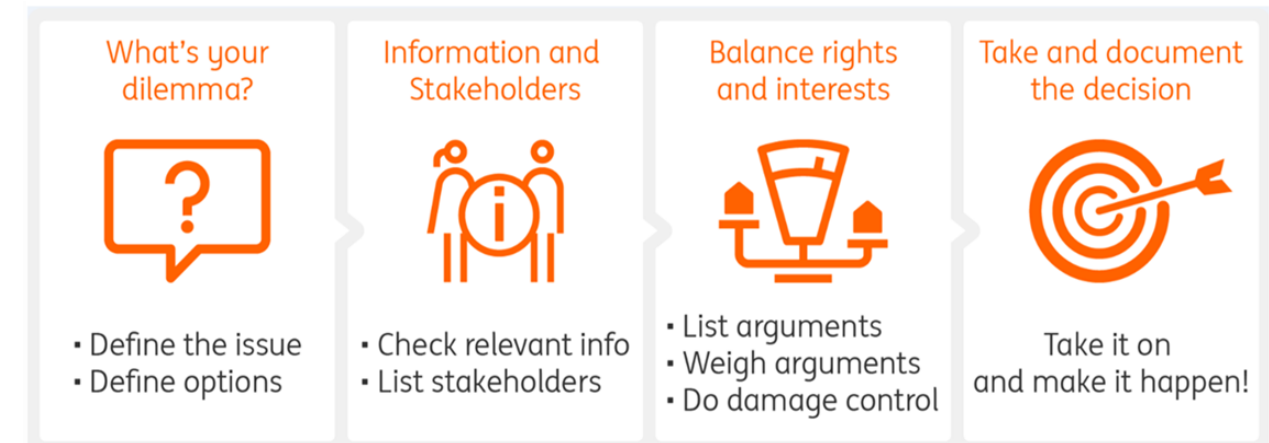 What's your
dilemma?
?
▪ Define the issue
▪ Define options
Information and
Stakeholders
i
▪ Check relevant info
▪ List stakeholders
Balance rights
and interests
▪ List arguments
▪ Weigh arguments
▪ Do damage control
Take and document
the decision
Take it on
and make it happen!